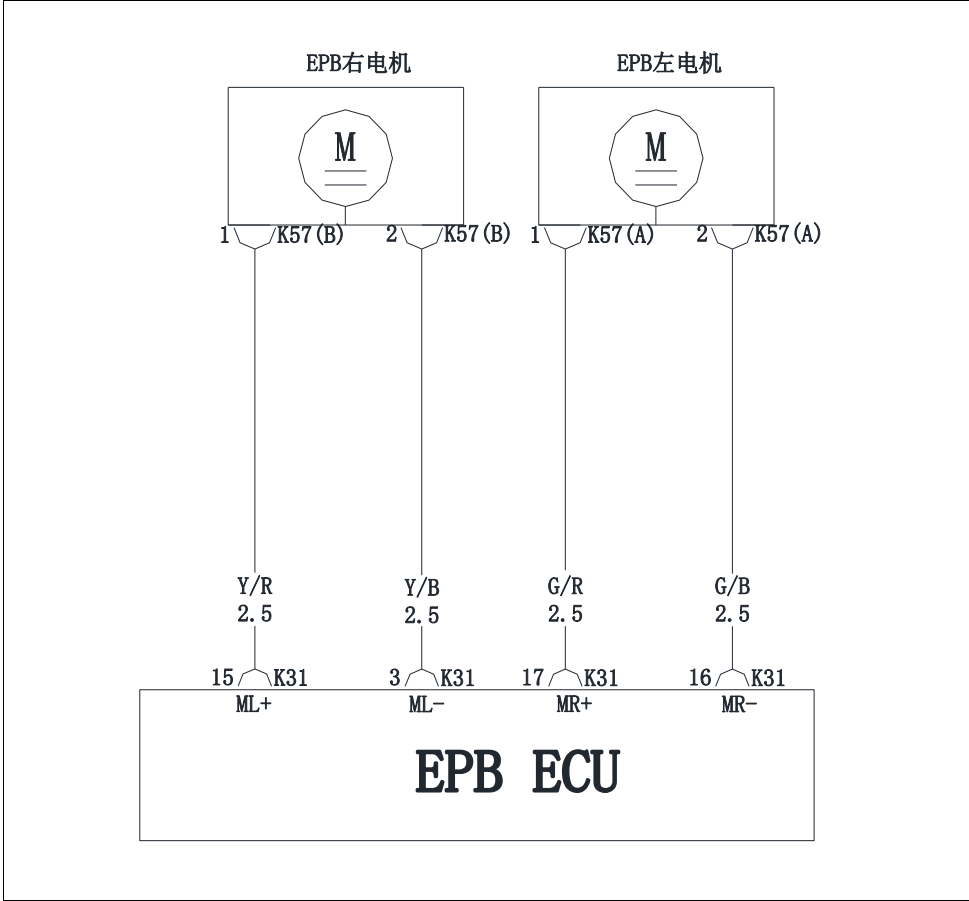 EPB右电机 EPB左电机
M M
1 K57(B) 2 K57(B) 1 K57(A) 2 K57(A)
Y/R Y/B G/R G/B
2.5 2.5 2.5 2.5
15 K31 3 K31 17 K31 16 K31
ML+ ML- MR+ MR-
EPB ECU